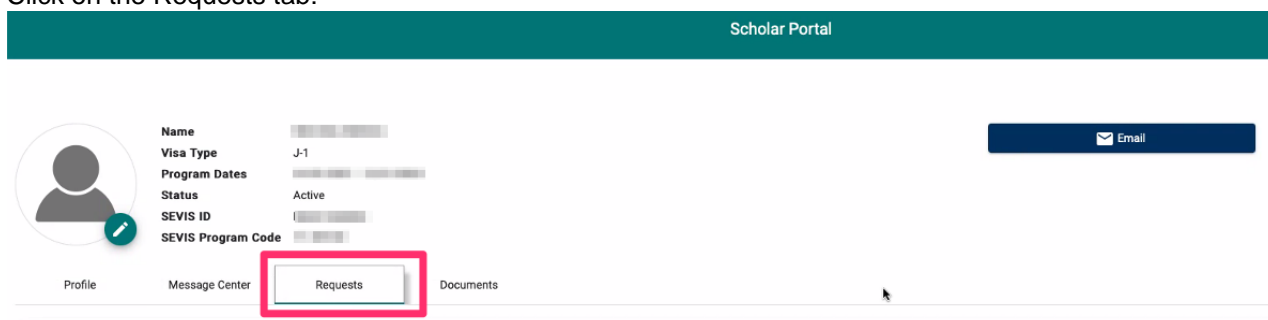 Click on the Requests tab.
Scholar Portal
Name
Visa Type J-1
Program Dates
Status Active
SEVIS ID
SEVIS Program Code
Email
Profile Message Center Requests Documents